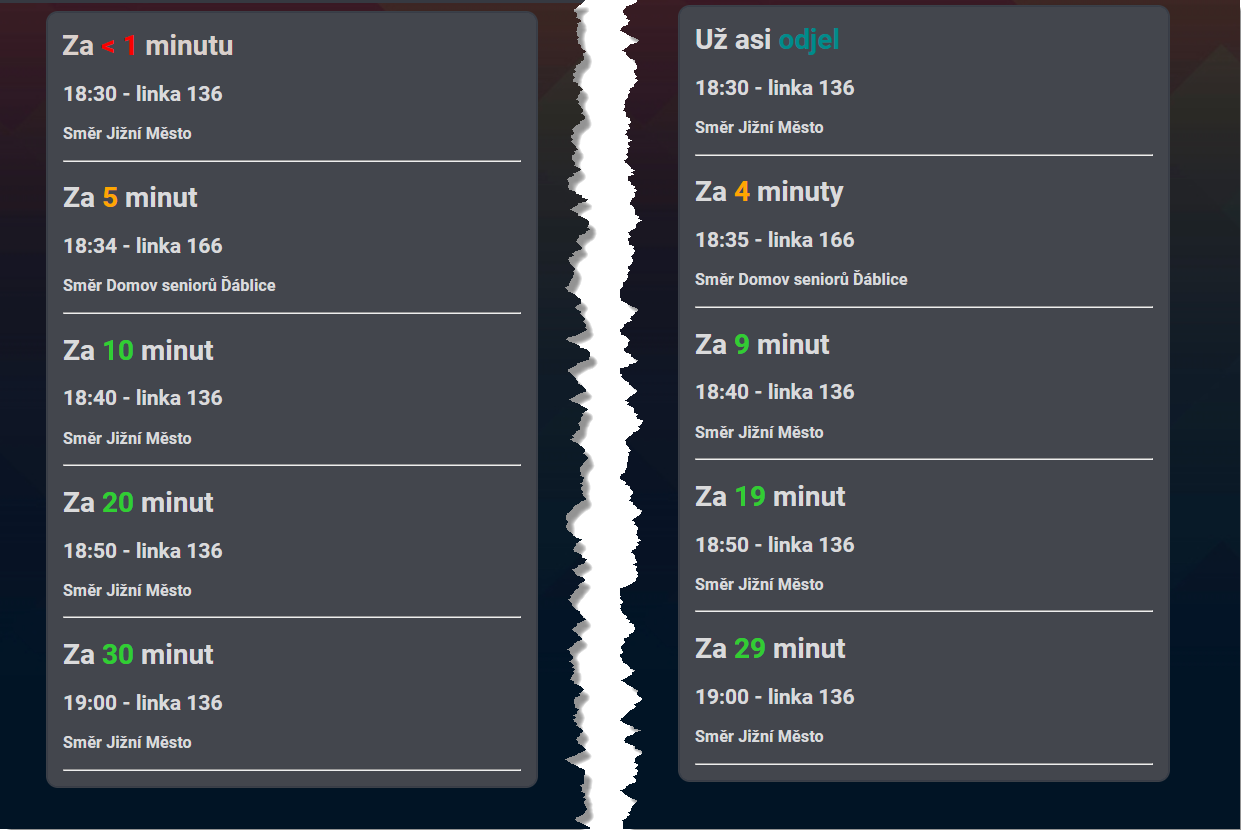 Za < 1 minutu
18:30 - linka 136
Směr Jižní Město
Za 5 minut
18:34 - linka 166
Směr Domov seniorů Ďáblice
Za 10 minut
18:40 - linka 136
Směr Jižní Město
Za 20 minut
18:50 - linka 136
Směr Jižní Město
Za 30 minut
19:00 - linka 136
Směr Jižní Město
Už asi odjel
18:30 - linka 136
Směr Jižní Město
Za 4 minuty
18:35 - linka 166
Směr Domov seniorů Ďáblice
Za 9 minut
18:40 - linka 136
Směr Jižní Město
Za 19 minut
18:50 - linka 136
Směr Jižní Město
Za 29 minut
19:00 - linka 136
Směr Jižní Město